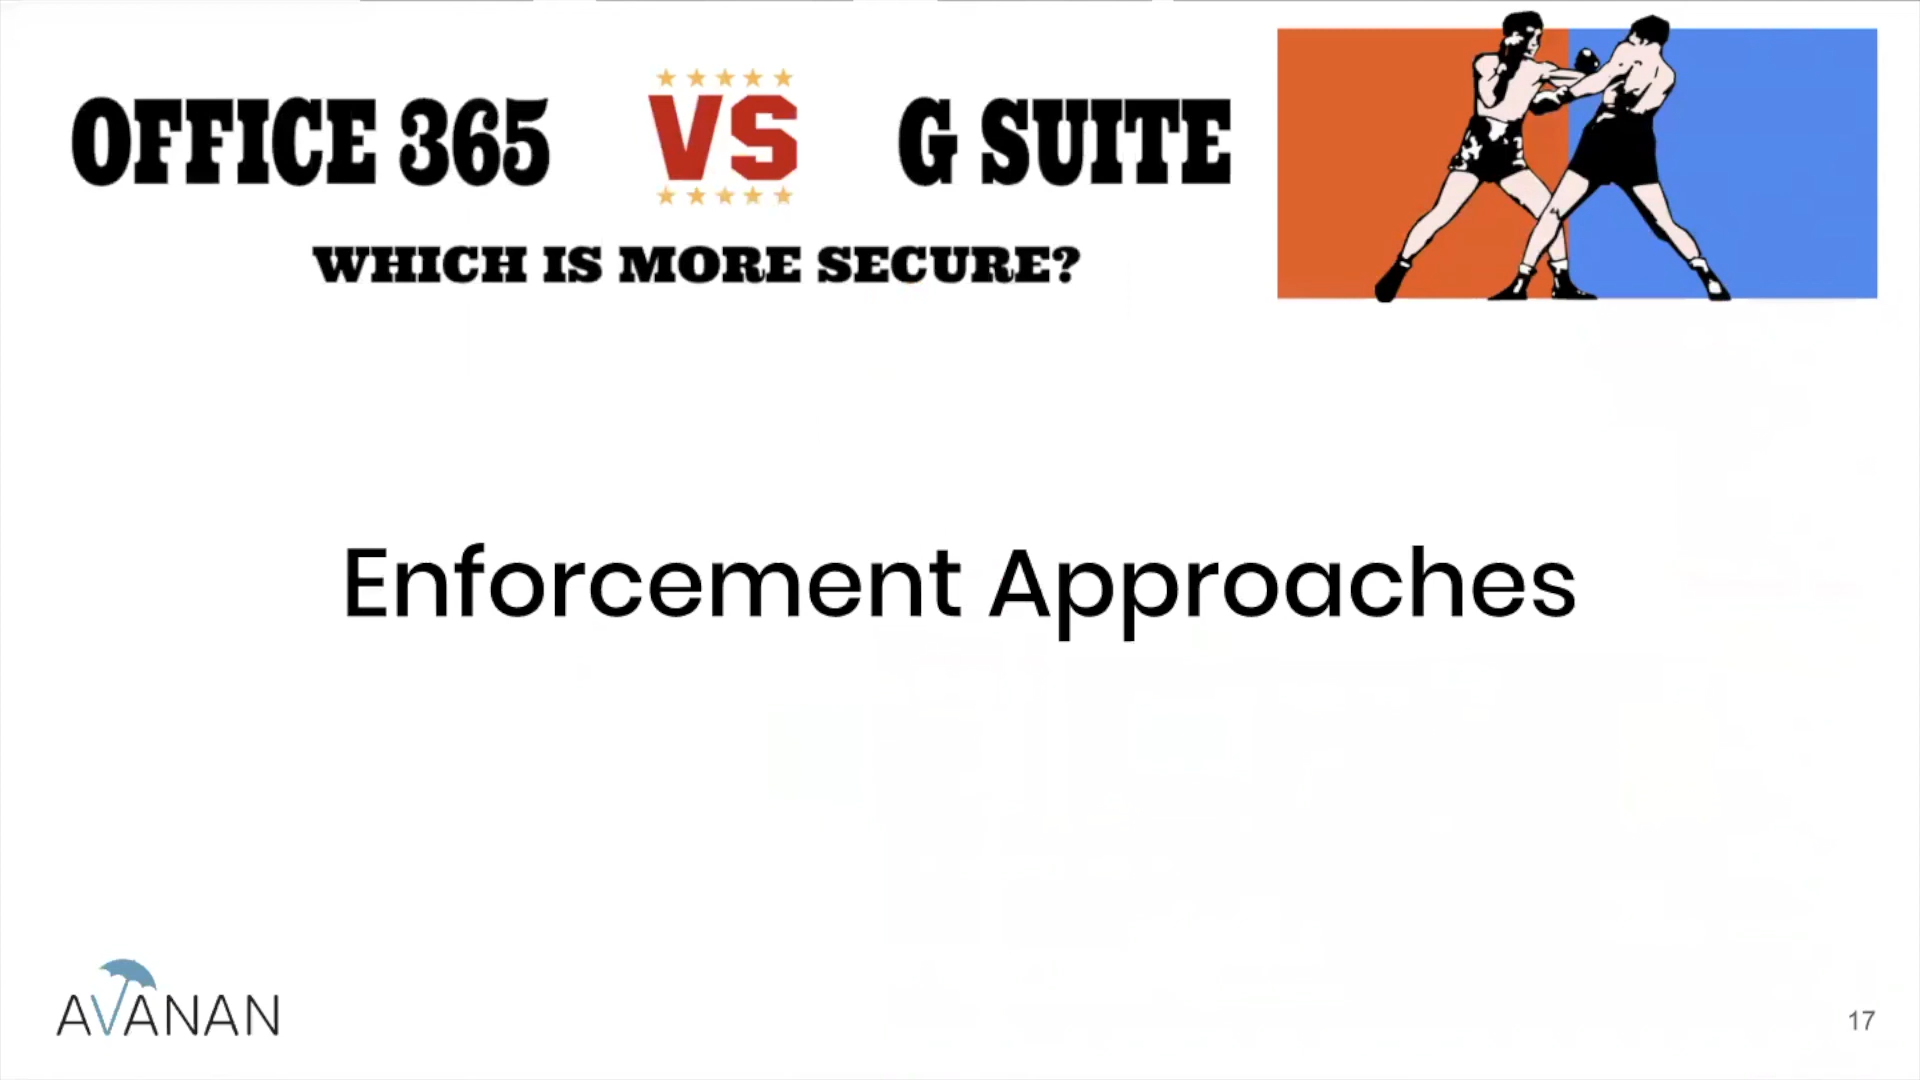 OFFICE 365 VS G SUITE
WHICH IS MORE SECURE?
Enforcement Approaches
AVANAN
17